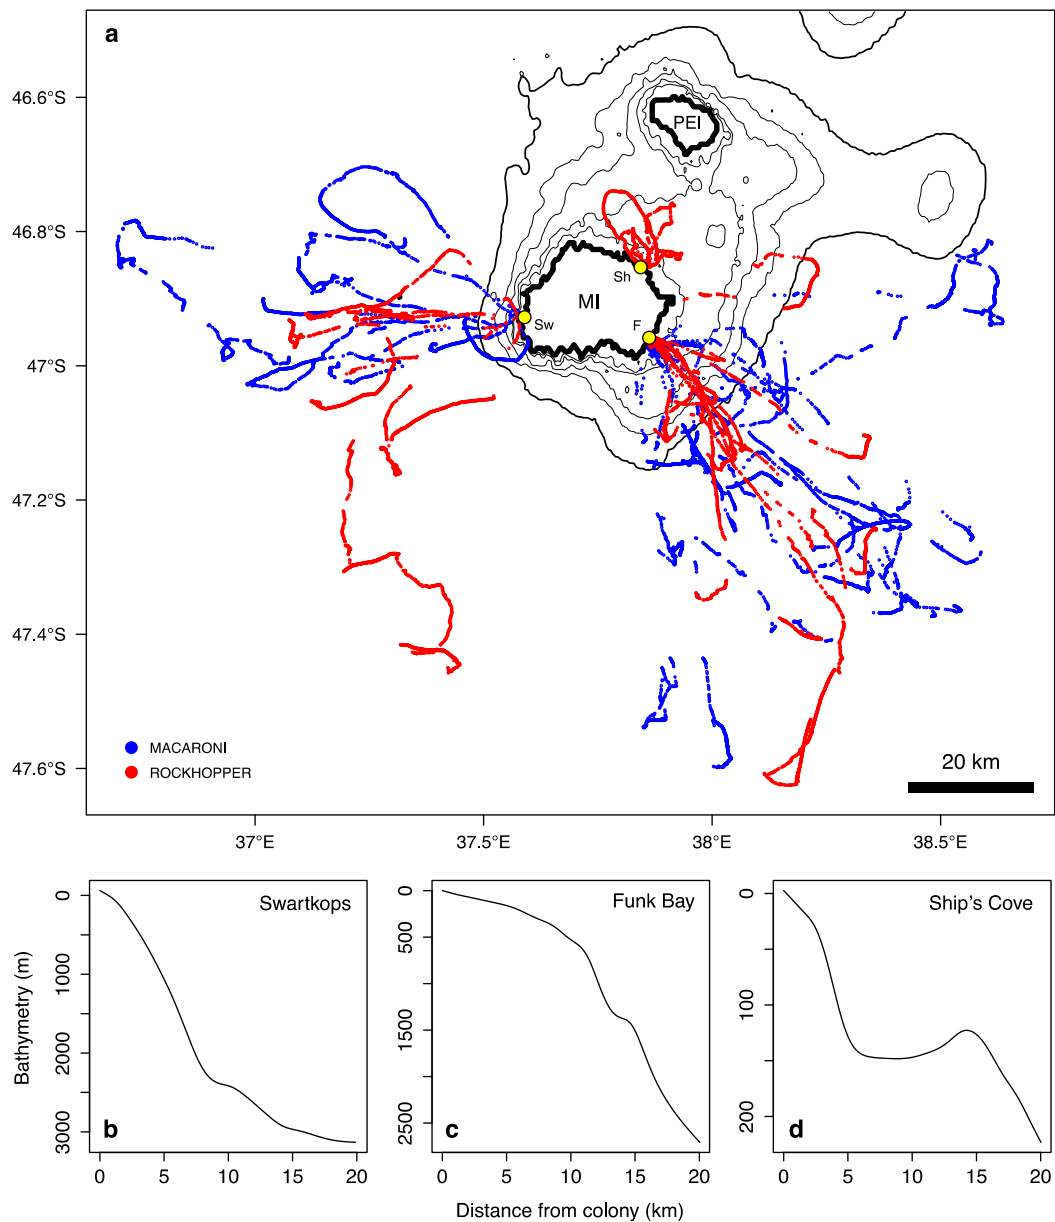 a
46.6°S
46.8°S
47°S
47.2°S
47.4°S
47.6°S
PEI
Sh
MI
Sw
F
MACARONI
ROCKHOPPER
20 km
37°E
37.5°E
38°E
38.5°E
Swartkops
Funk Bay
Ship's Cove
Bathymetry (m)
0
1000
2000
3000
b
0
500
1500
2500
c
0
100
200
d
0 5 10 15 20
0 5 10 15 20
0 5 10 15 20
Distance from colony (km)